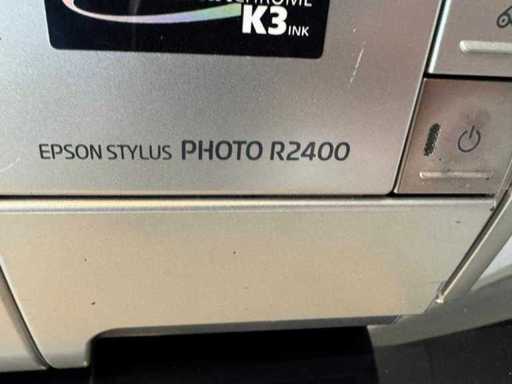 K3 INK
EPSON STYLUS PHOTO R2400